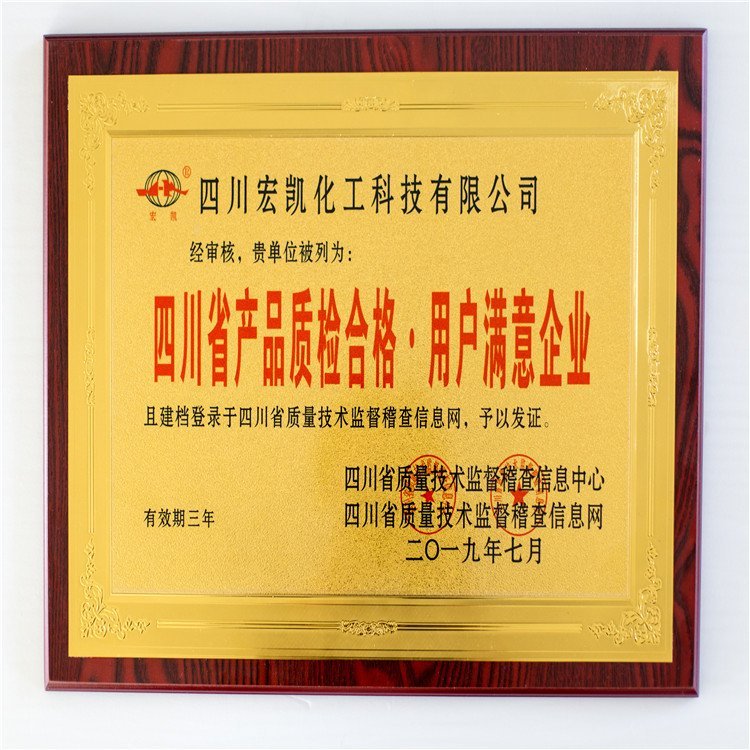 宏凯
®
四川宏凯化工科技有限公司
经审核，贵单位被列为：
四川省产品质检合格·用户满意企业
且建档登录于四川省质量技术监督稽查信息网，予以发证。
四川省质量技术监督稽查信息中心
有效期三年
四川省质量技术监督稽查信息网
二〇一九年七月